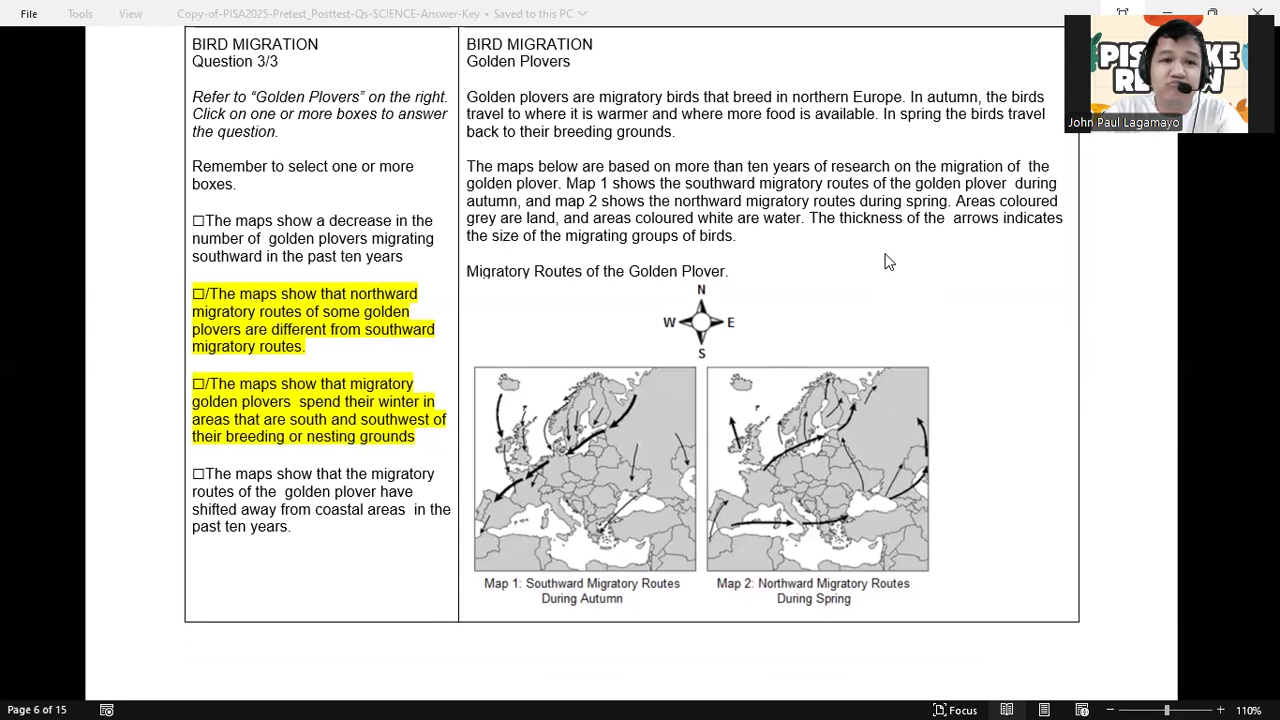 File Tools View Copy-of-PISA2025-Pretest_Posttest-Qs-SCIENCE-Answer-Key • Saved to this PC
John Paul Lagamayo
BIRD MIGRATION
Question 3/3
Refer to “Golden Plovers” on the right.
Click on one or more boxes to answer
the question.
Remember to select one or more
boxes.
☐The maps show a decrease in the
number of golden plovers migrating
southward in the past ten years
☐/The maps show that northward
migratory routes of some golden
plovers are different from southward
migratory routes.
☐/The maps show that migratory
golden plovers spend their winter in
areas that are south and southwest of
their breeding or nesting grounds
☐The maps show that the migratory
routes of the golden plover have
shifted away from coastal areas in the
past ten years.
BIRD MIGRATION
Golden Plovers
Golden plovers are migratory birds that breed in northern Europe. In autumn, the birds
travel to where it is warmer and where more food is available. In spring the birds travel
back to their breeding grounds.
The maps below are based on more than ten years of research on the migration of the
golden plover. Map 1 shows the southward migratory routes of the golden plover during
autumn, and map 2 shows the northward migratory routes during spring. Areas coloured
grey are land, and areas coloured white are water. The thickness of the arrows indicates
the size of the migrating groups of birds.
Migratory Routes of the Golden Plover.
N
W E
S
Map 1: Southward Migratory Routes
During Autumn
Map 2: Northward Migratory Routes
During Spring
Page 6 of 15
Focus
110%